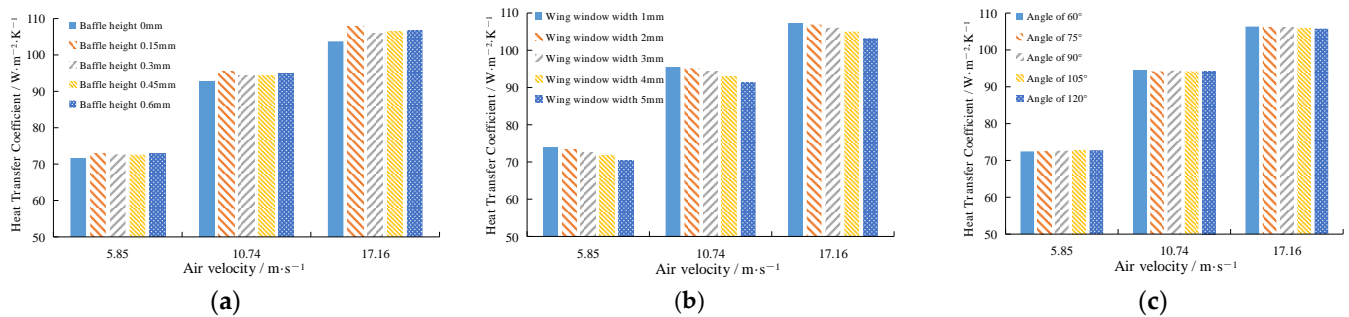 Heat Transfer Coefficient / W·m−2·K−1
110
100
90
80
70
60
50
Baffle height 0mm
Baffle height 0.15mm
Baffle height 0.3mm
Baffle height 0.45mm
Baffle height 0.6mm
5.85 10.74 17.16
Air velocity / m·s−1
(a)
Heat Transfer Coefficient / W·m−2·K−1
110
100
90
80
70
60
50
Wing window width 1mm
Wing window width 2mm
Wing window width 3mm
Wing window width 4mm
Wing window width 5mm
5.85 10.74 17.16
Air velocity / m·s−1
(b)
Heat Transfer Coefficient / W·m−2·K−1
110
100
90
80
70
60
50
Angle of 60°
Angle of 75°
Angle of 90°
Angle of 105°
Angle of 120°
5.85 10.74 17.16
Air velocity / m·s−1
(c)